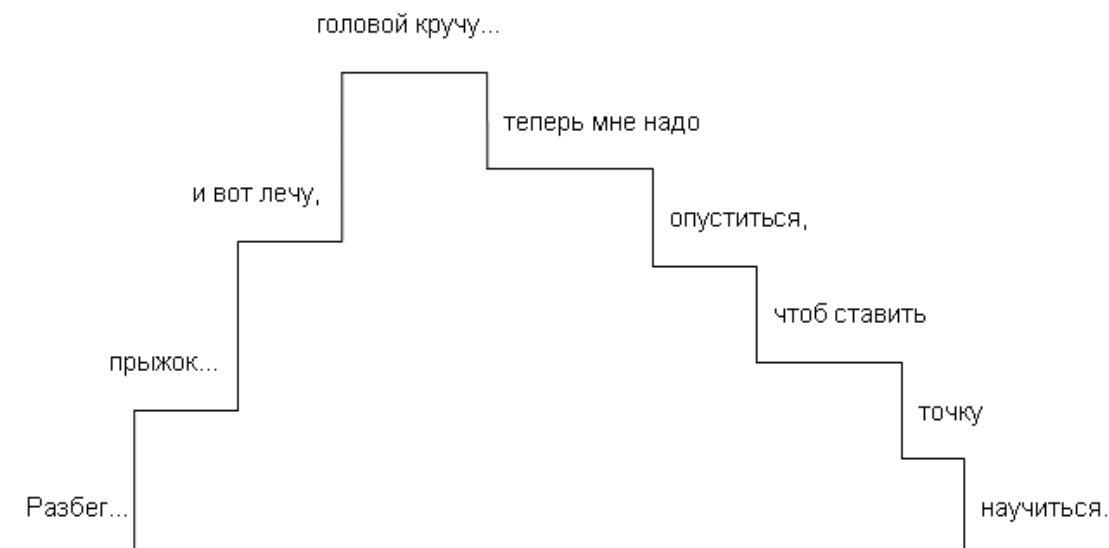 Разбег...
прыжок...
и вот лечу,
головой кручу...
теперь мне надо
опуститься,
чтоб ставить
точку
научиться.